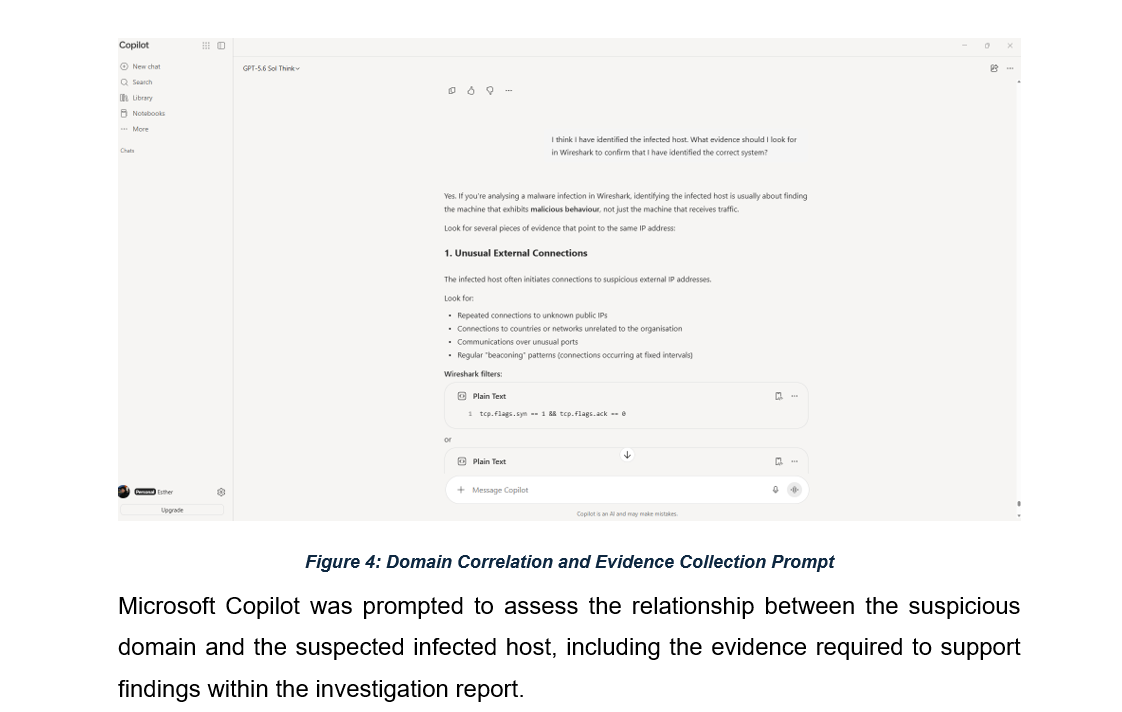 Copilot
New chat
Search
Library
Notebooks
More
Chats
Personal Esther
Upgrade
GPT-5.6 Sol Think
I think I have identified the infected host. What evidence should I look for
in Wireshark to confirm that I have identified the correct system?
Yes. If you're analysing a malware infection in Wireshark, identifying the infected host is usually about finding
the machine that exhibits malicious behaviour, not just the machine that receives traffic.
Look for several pieces of evidence that point to the same IP address:
1. Unusual External Connections
The infected host often initiates connections to suspicious external IP addresses.
Look for:
• Repeated connections to unknown public IPs
• Connections to countries or networks unrelated to the organisation
• Communications over unusual ports
• Regular "beaconing" patterns (connections occurring at fixed intervals)
Wireshark filters:
Plain Text
1 tcp.flags.syn == 1 && tcp.flags.ack == 0
or
Plain Text
Message Copilot
Copilot is an AI and may make mistakes.
Figure 4: Domain Correlation and Evidence Collection Prompt
Microsoft Copilot was prompted to assess the relationship between the suspicious
domain and the suspected infected host, including the evidence required to support
findings within the investigation report.